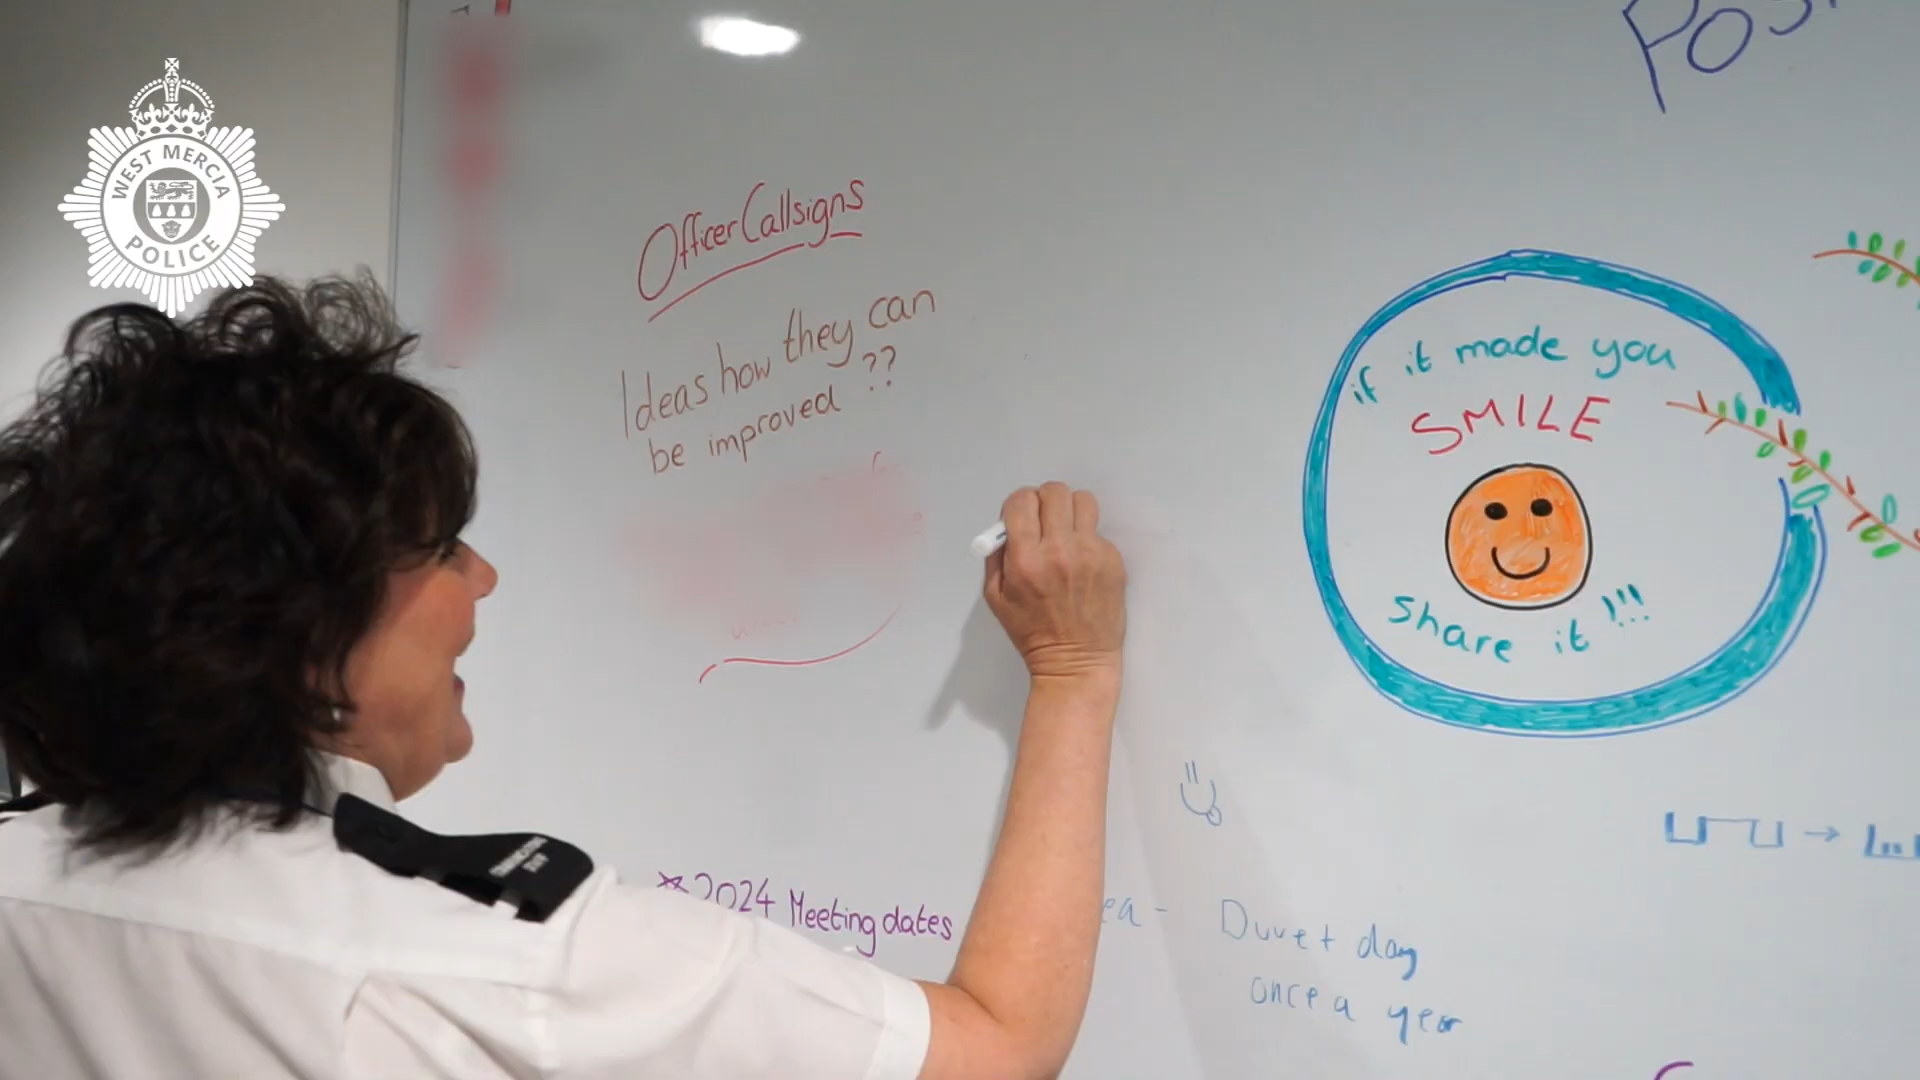 WEST MERCIA
POLICE
Officer Callsigns
Ideas how they can
be improved ??
if it made you
SMILE
share it !!!
*2024 Meeting dates
Duvet day
once a year